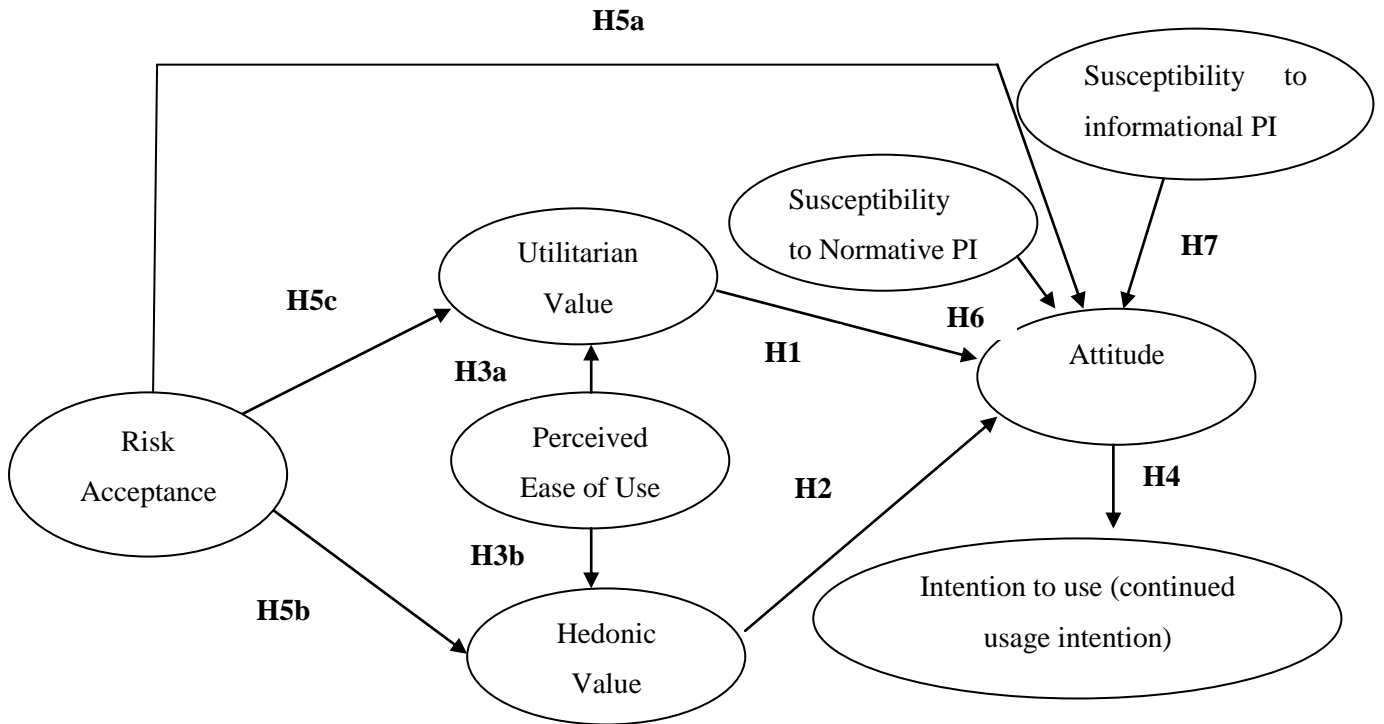 H5a
Susceptibility to
informational PI
Susceptibility
to Normative PI
H7
Utilitarian
Value
H5c
H6
H1
Attitude
H3a
Risk
Acceptance
Perceived
Ease of Use
H2
H4
H3b
H5b
Intention to use (continued
usage intention)
Hedonic
Value